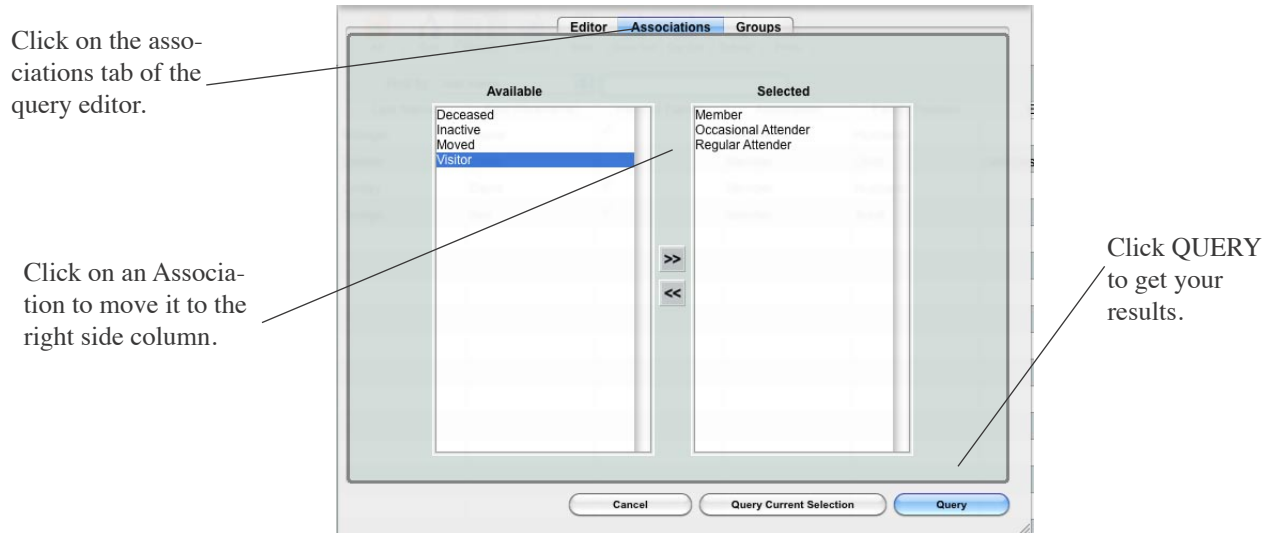 Click on the asso-
ciations tab of the
query editor.
Editor Associations Groups
Available
Deceased
Inactive
Moved
Visitor
Selected
Member
Occasional Attender
Regular Attender
>>
<<
Click on an Associa-
tion to move it to the
right side column.
Click QUERY
to get your
results.
Cancel
Query Current Selection
Query